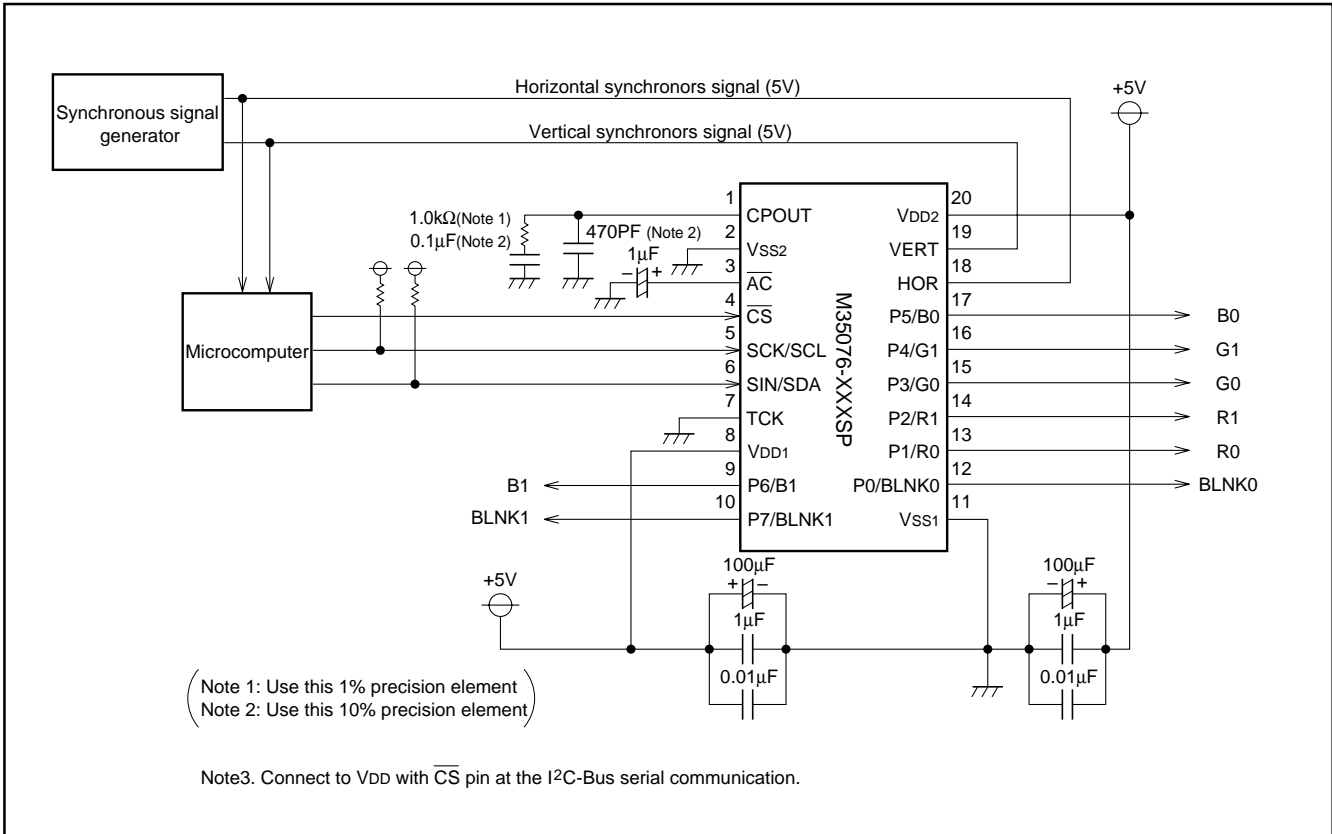 Horizontal synchronors signal (5V)
+5V
Synchronous signal
generator
Vertical synchronors signal (5V)
1.0kΩ(Note 1)
0.1µF(Note 2)
470PF (Note 2)
1µF
– +
Microcomputer
1 CPOUT
2 VSS2
3 A̅C̅
4 C̅S̅
5 SCK/SCL
6 SIN/SDA
7 TCK
8 VDD1
9 P6/B1
10 P7/BLNK1
M35076-XXXSP
20 VDD2
19 VERT
18 HOR
17 P5/B0
16 P4/G1
15 P3/G0
14 P2/R1
13 P1/R0
12 P0/BLNK0
11 VSS1
B0
G1
G0
R1
R0
BLNK0
B1
BLNK1
+5V
100µF
+ –
1µF
0.01µF
100µF
– +
1µF
0.01µF
Note 1: Use this 1% precision element
Note 2: Use this 10% precision element
Note3. Connect to VDD with C̅S̅ pin at the I2C-Bus serial communication.